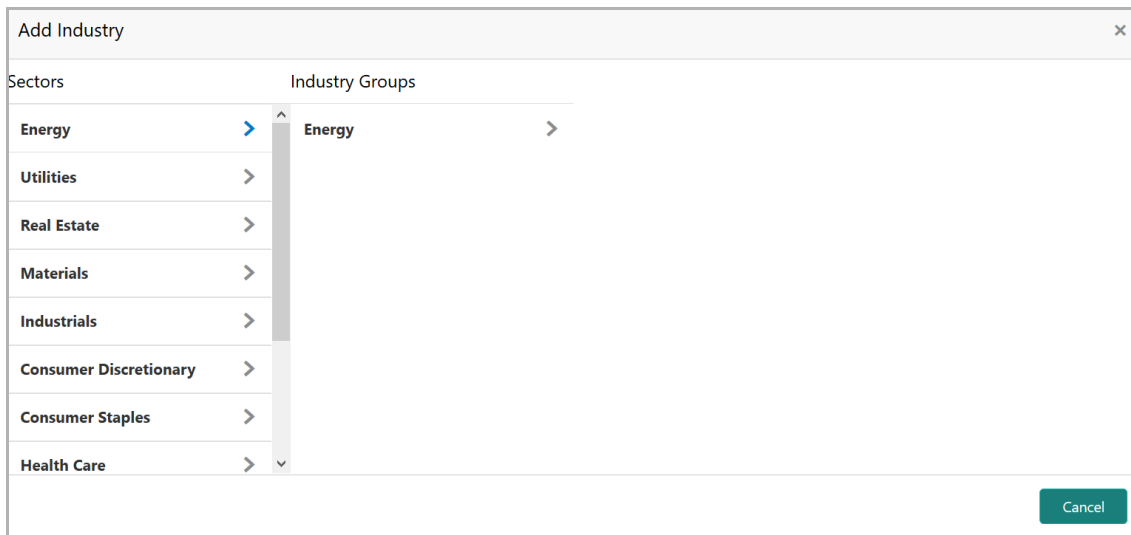 Add Industry
Sectors
Industry Groups
Energy
Energy
Utilities
Real Estate
Materials
Industrials
Consumer Discretionary
Consumer Staples
Health Care
Cancel